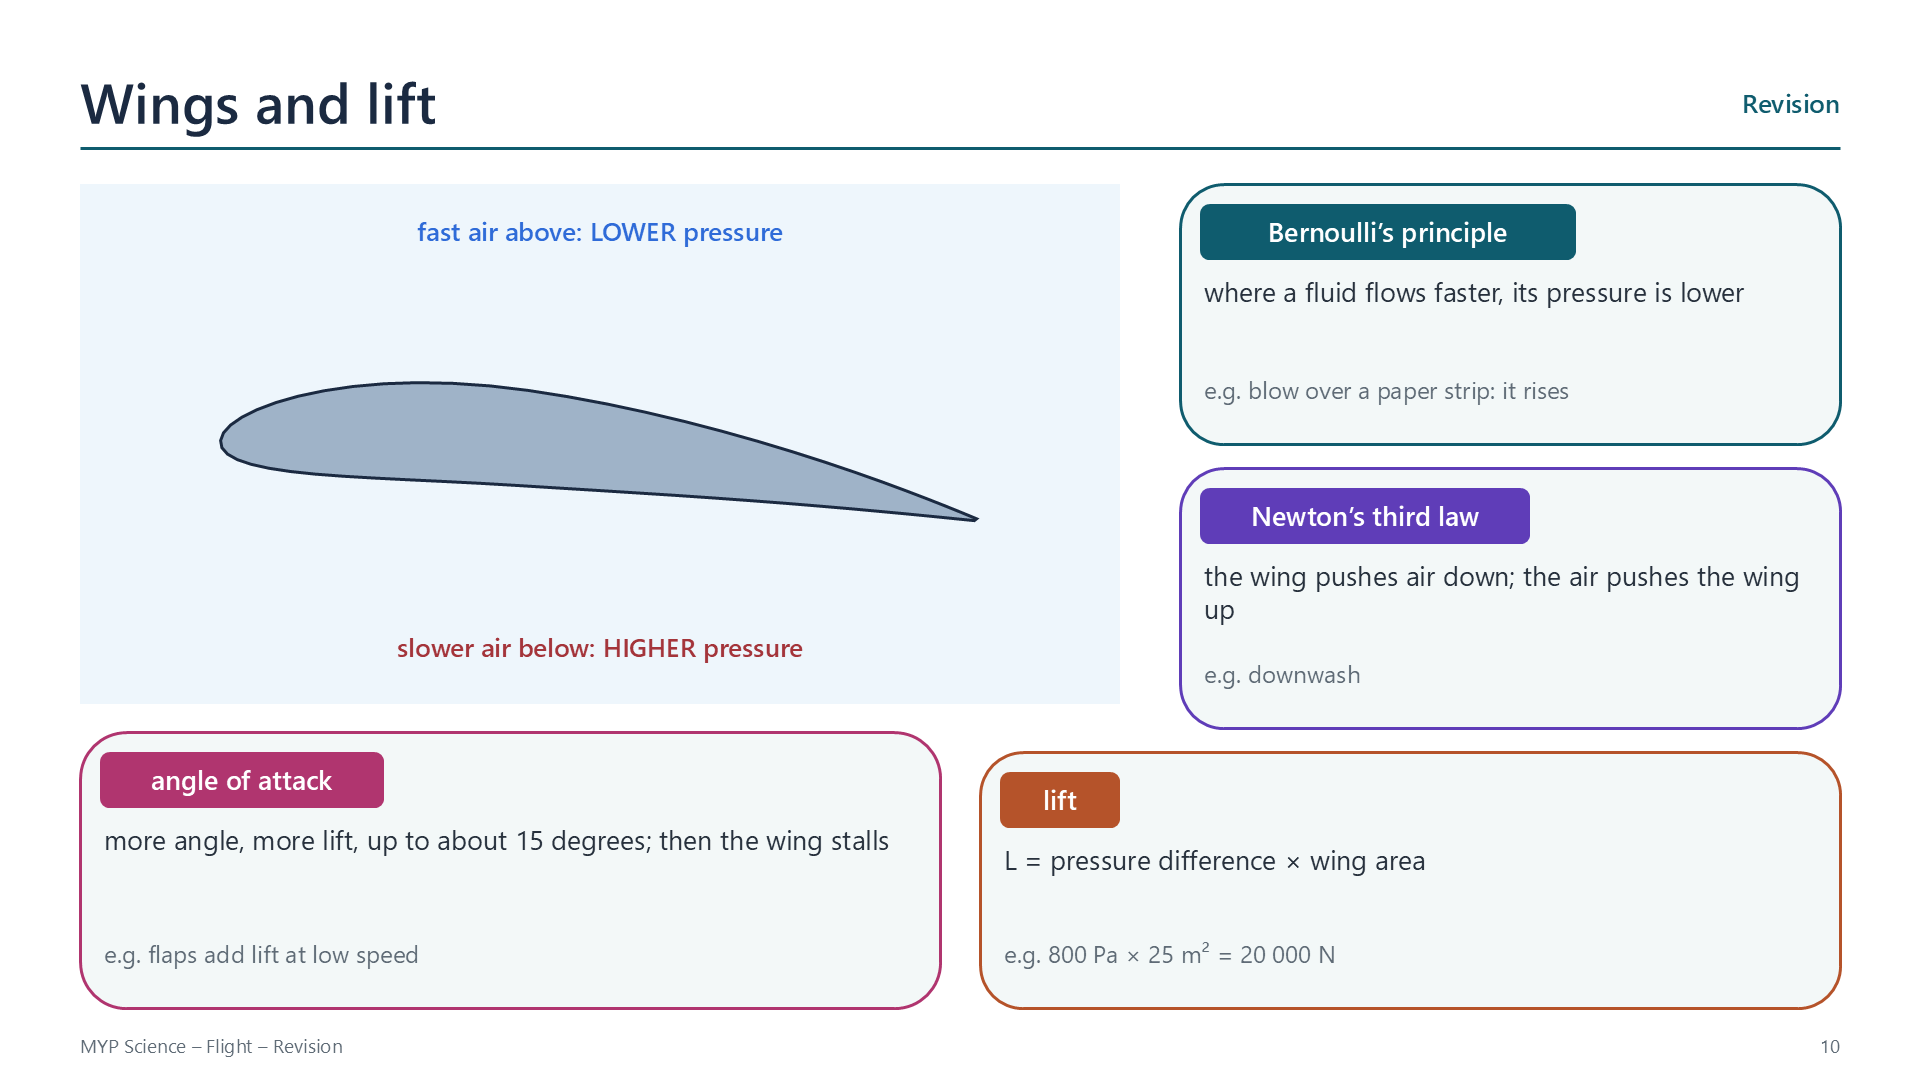 Wings and lift
Revision
fast air above: LOWER pressure
slower air below: HIGHER pressure
Bernoulli’s principle
where a fluid flows faster, its pressure is lower
e.g. blow over a paper strip: it rises
Newton’s third law
the wing pushes air down; the air pushes the wing
up
e.g. downwash
angle of attack
more angle, more lift, up to about 15 degrees; then the wing stalls
e.g. flaps add lift at low speed
lift
L = pressure difference × wing area
e.g. 800 Pa × 25 m² = 20 000 N
MYP Science – Flight – Revision
10